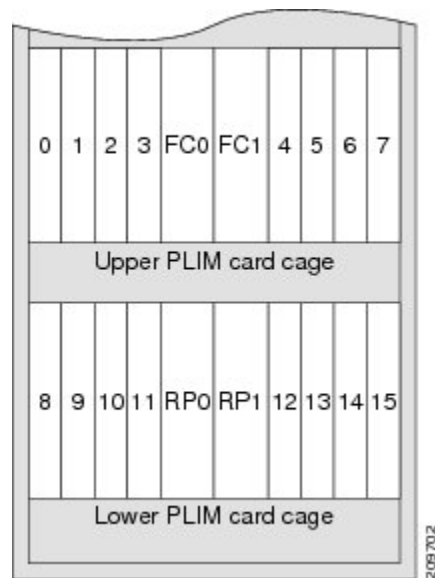 0 1 2 3 FC0 FC1 4 5 6 7
Upper PLIM card cage
8 9 10 11 RP0 RP1 12 13 14 15
Lower PLIM card cage
209702